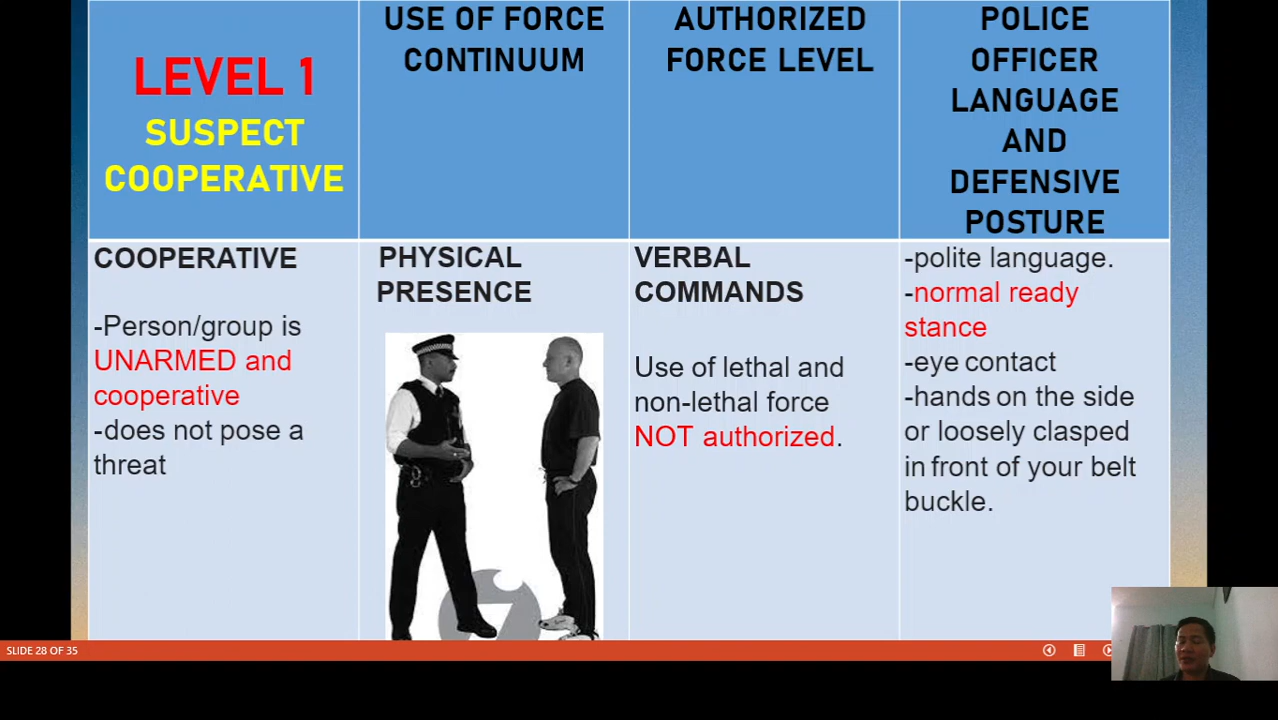 LEVEL 1
SUSPECT
COOPERATIVE
USE OF FORCE
CONTINUUM
AUTHORIZED
FORCE LEVEL
POLICE
OFFICER
LANGUAGE
AND
DEFENSIVE
POSTURE
COOPERATIVE
-Person/group is
UNARMED and
cooperative
-does not pose a
threat
PHYSICAL
PRESENCE
VERBAL
COMMANDS
Use of lethal and
non-lethal force
NOT authorized.
-polite language.
-normal ready
stance
-eye contact
-hands on the side
or loosely clasped
in front of your belt
buckle.
SLIDE 28 OF 35